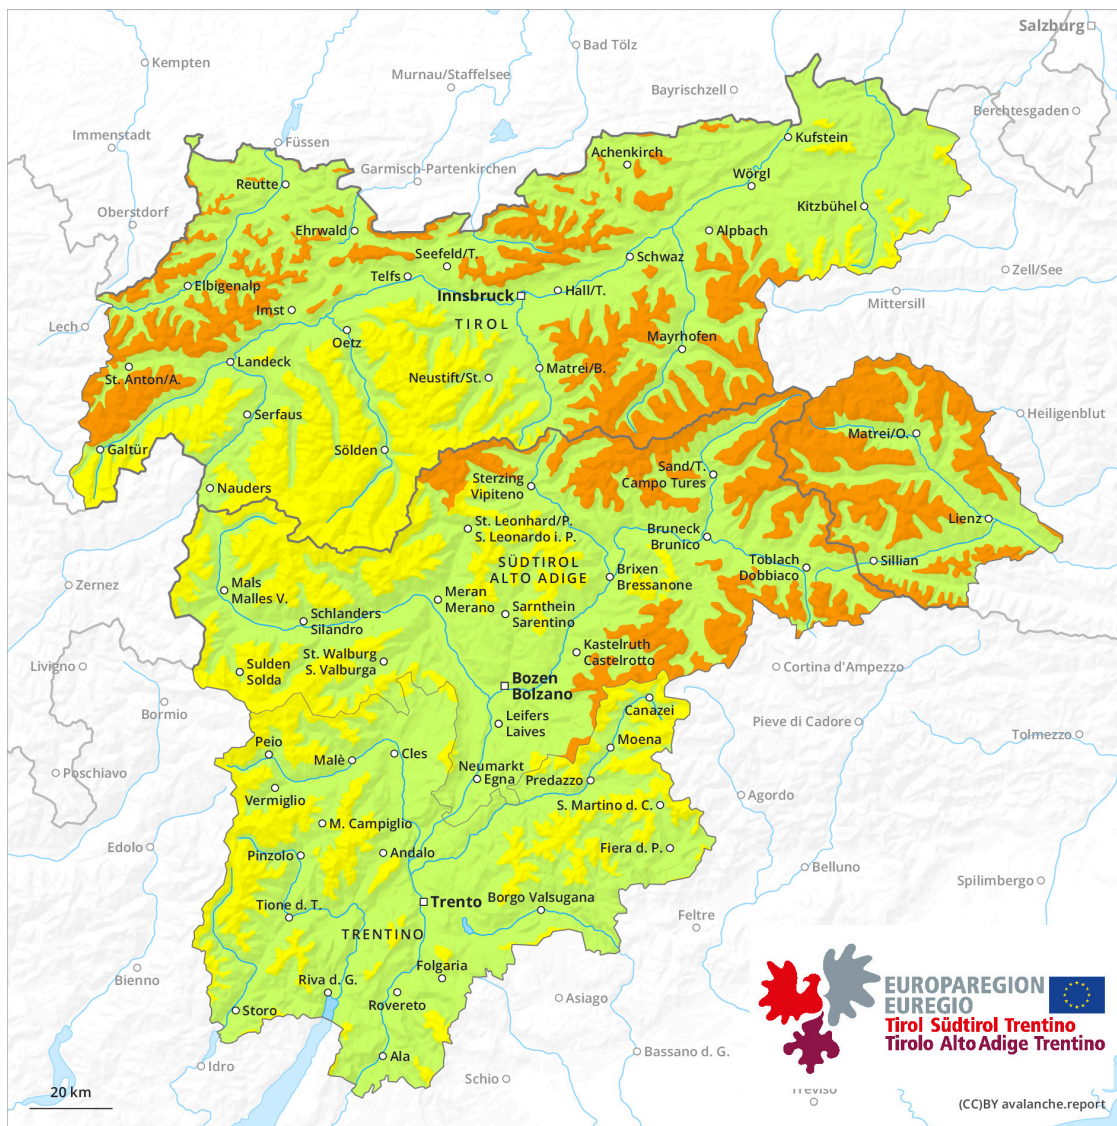 Salzburg
Bad Tölz
Kempten
Murnau/Staffelsee
Bayrischzell
Berchtesgaden
Immenstadt
Füssen
Kufstein
Achenkirch
Garmisch-Partenkirchen
Wörgl
Reutte
Kitzbühel
Oberstdorf
Ehrwald
Alpbach
Seefeld/T.
Schwaz
Telfs
Zell/See
Elbigenalp
Innsbruck
Hall/T.
Mittersill
Imst
TIROL
Lech
Oetz
Mayrhofen
Landeck
Matrei/B.
St. Anton/A.
Neustift/St.
Serfaus
Heiligenblut
Matrei/O.
Galtür
Sölden
Sand/T.
Campo Tures
Sterzing
Vipiteno
Nauders
Lienz
St. Leonhard/P.
S. Leonardo i. P.
Bruneck
Brunico
SÜDTIROL
ALTO ADIGE
Toblach
Dobbiaco
Sillian
Brixen
Bressanone
Zernez
Mals
Malles V.
Meran
Merano
Schlanders
Silandro
Sarnthein
Sarentino
Kastelruth
Castelrotto
St. Walburg
S. Valburga
Livigno
Sulden
Solda
Cortina d'Ampezzo
Bozen
Bolzano
Bormio
Canazei
Leifers
Laives
Pieve di Cadore
Tolmezzo
Peio
Moena
Malè
Cles
Poschiavo
Neumarkt
Egna
Predazzo
Vermiglio
S. Martino d. C.
Agordo
M. Campiglio
Edolo
Pinzolo
Andalo
Fiera d. P.
Belluno
Spilimbergo
Tione d. T.
Trento
Borgo Valsugana
Feltre
TRENTINO
Bienno
Folgaria
Riva d. G.
Rovereto
Asiago
Storo
EUROPAREGION
EUREGIO
Tirol Südtirol Trentino
Tirolo Alto Adige Trentino
Ala
Bassano d. G.
Idro
Schio
Treviso
20 km
(CC)BY avalanche.report